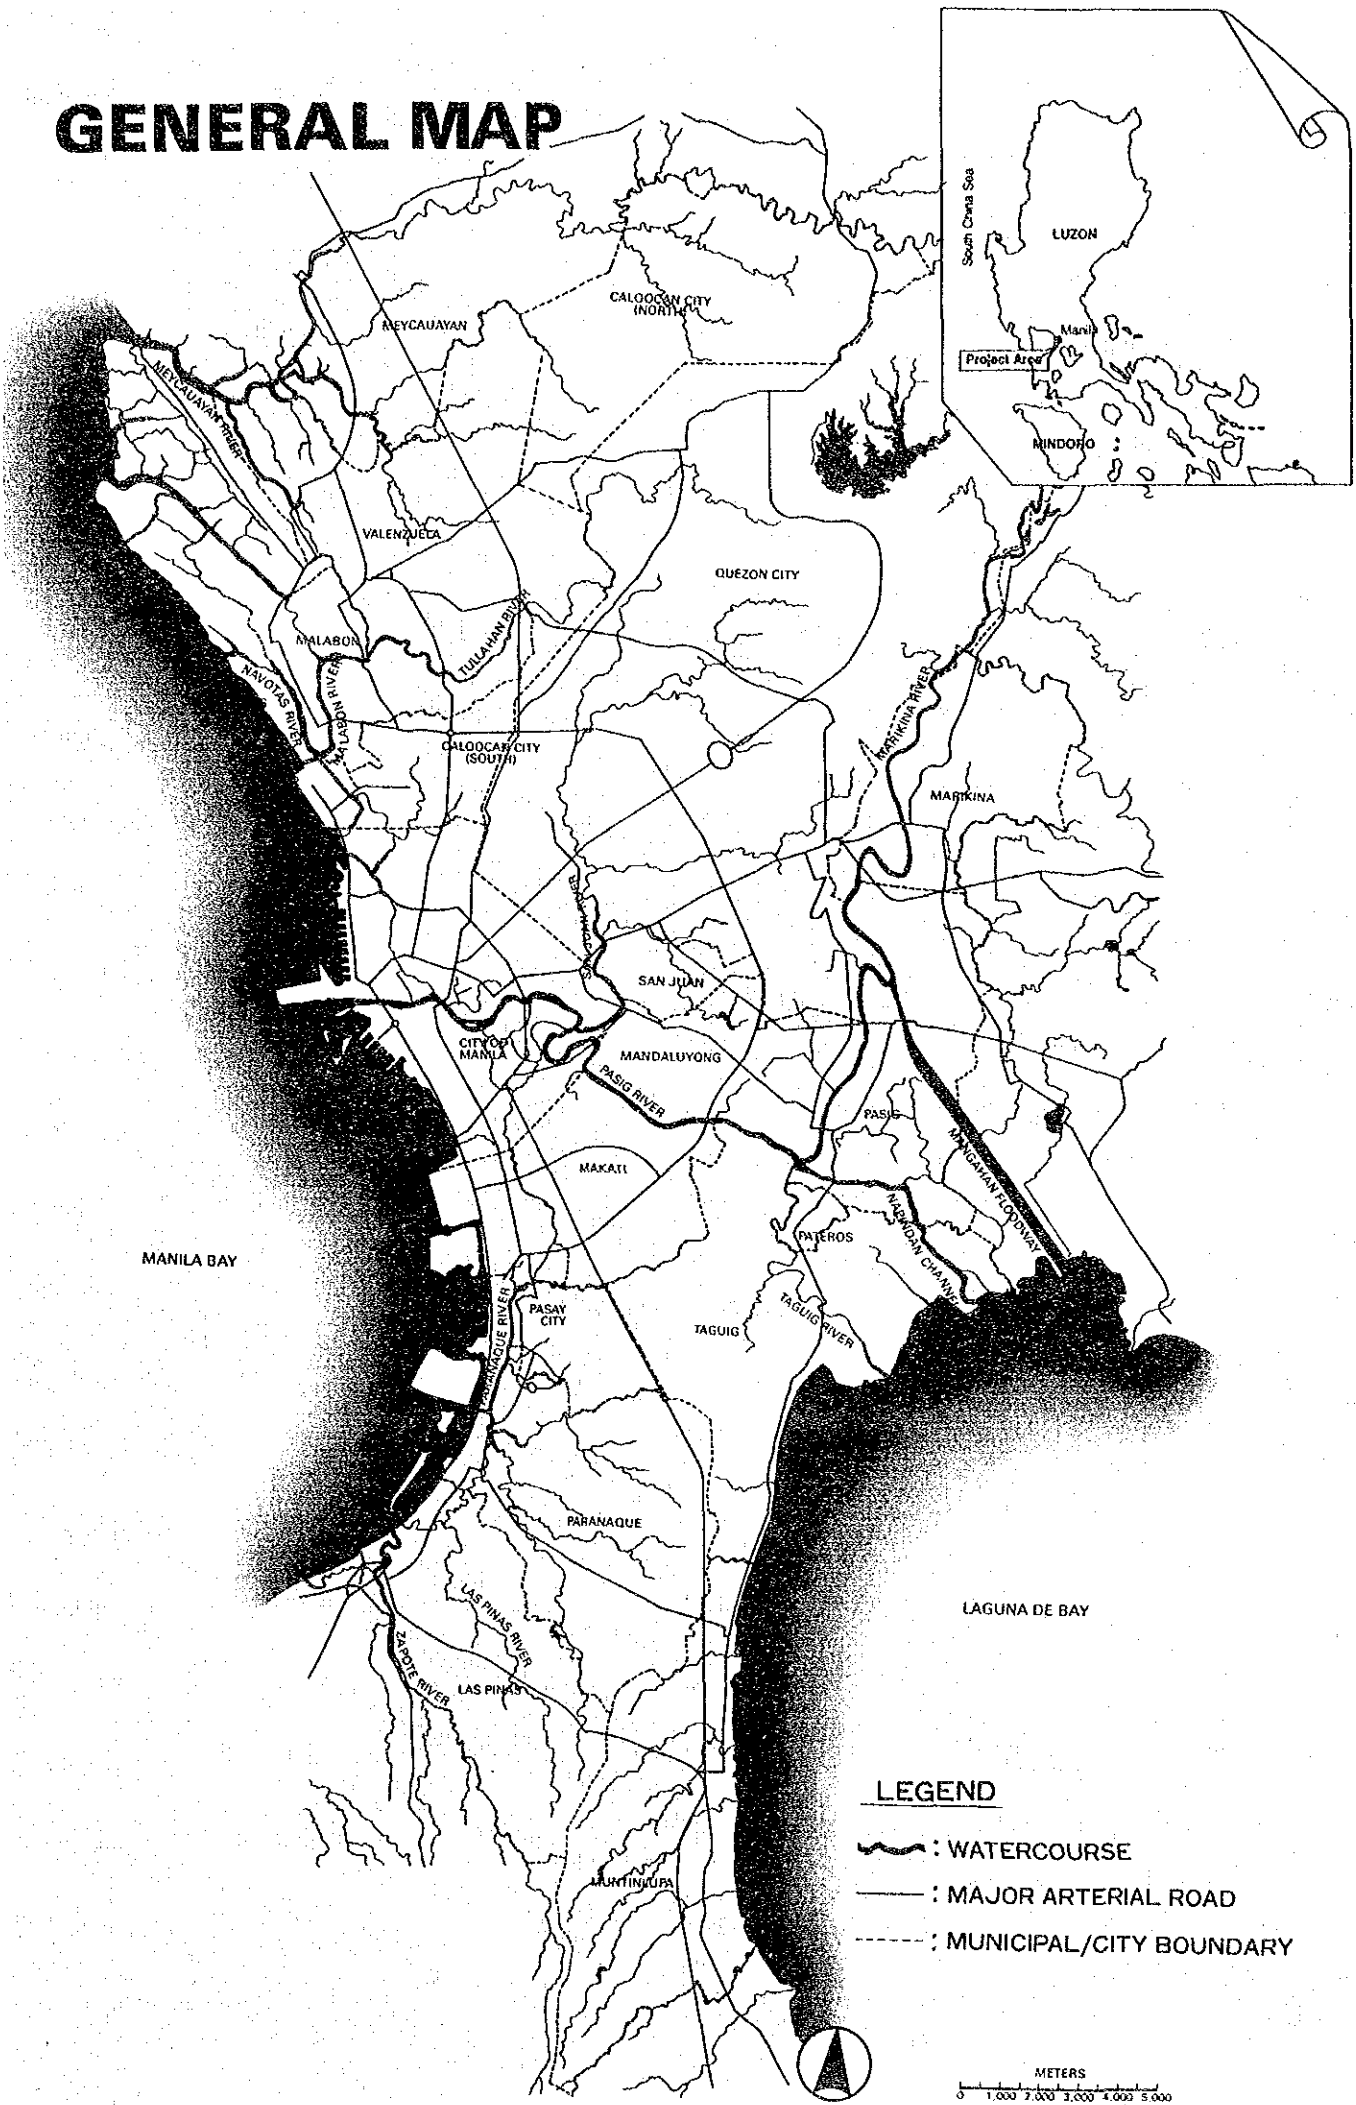 GENERAL MAP
South China Sea
LUZON
Manila
Project Area
MINDORO
CALOOCAN CITY
(NORTH)
MEYCAUAYAN
MEYCAUAYAN RIVER
VALENZUELA
QUEZON CITY
TULLAHAN RIVER
MALABON
NAVOTAS RIVER
MALABON RIVER
MARIKINA RIVER
CALOOCAN CITY
(SOUTH)
MARIKINA
SAN JUAN
CITY OF
MANILA
MANDALUYONG
PASIG RIVER
PASIG
MANGAHAN FLOODWAY
MAKATI
NAPINDAN CHANNEL
PATEROS
MANILA BAY
PARANAQUE RIVER
PASAY
CITY
TAGUIG
TAGUIG RIVER
PARANAQUE
LAS PINAS RIVER
LAGUNA DE BAY
ZAPOTE RIVER
LAS PINAS
MUNTINLUPA
LEGEND
: WATERCOURSE
: MAJOR ARTERIAL ROAD
: MUNICIPAL/CITY BOUNDARY
METERS
0 1,000 2,000 3,000 4,000 5,000